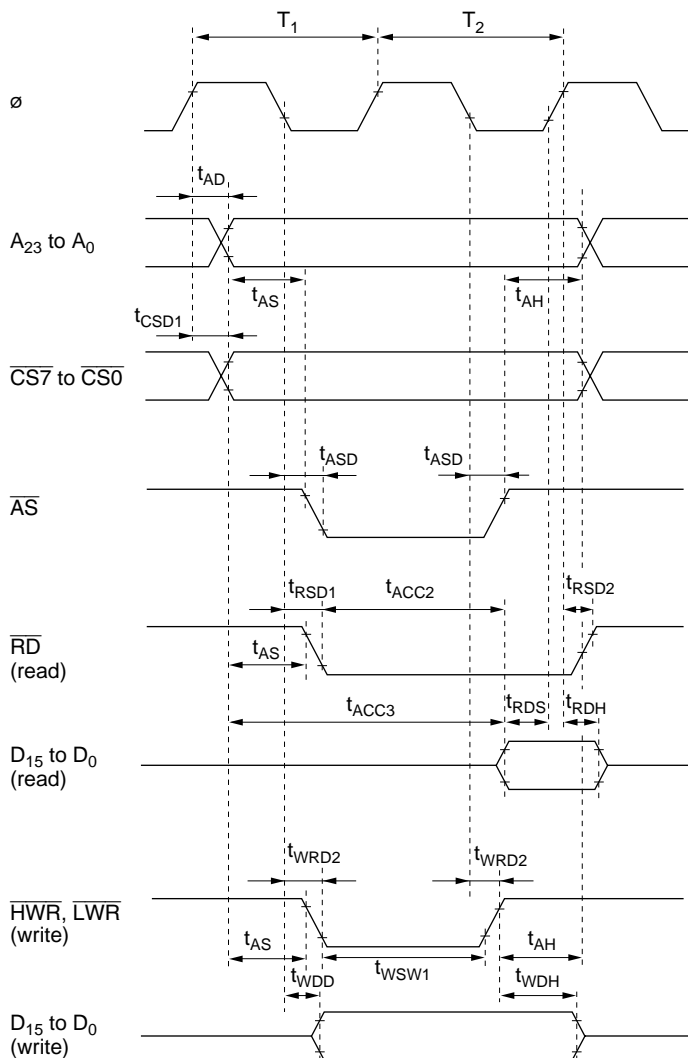 T1 T2
ø
tAD
A23 to A0
tAS tAH
tCSD1
CS7 to CS0
tASD tASD
AS
tRSD1 tACC2 tRSD2
RD
(read)
tAS
tACC3 tRDS tRDH
D15 to D0
(read)
tWRD2 tWRD2
HWR, LWR
(write)
tAS tWSW1 tAH
tWDD tWDH
D15 to D0
(write)